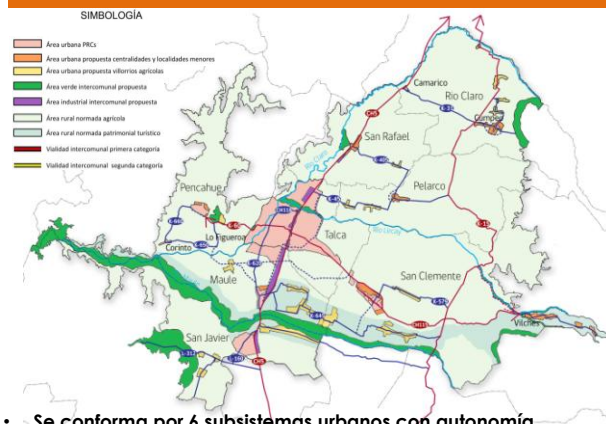 SIMBOLOGÍA
Área urbana PRCs
Área urbana propuesta centralidades y localidades menores
Área urbana propuesta villorrios agrícolas
Área verde intercomunal propuesta
Área industrial intercomunal propuesta
Área rural normada agrícola
Área rural normada patrimonial turístico
Vialidad intercomunal primera categoría
Vialidad intercomunal segunda categoría
Camarico
Rio Claro
Cumpeo
San Rafael
Pelarco
Pencahue
Lo Figueroa
Corinto
Talca
Maule
San Clemente
Vilches
San Javier
• Se conforma por 6 subsistemas urbanos con autonomía